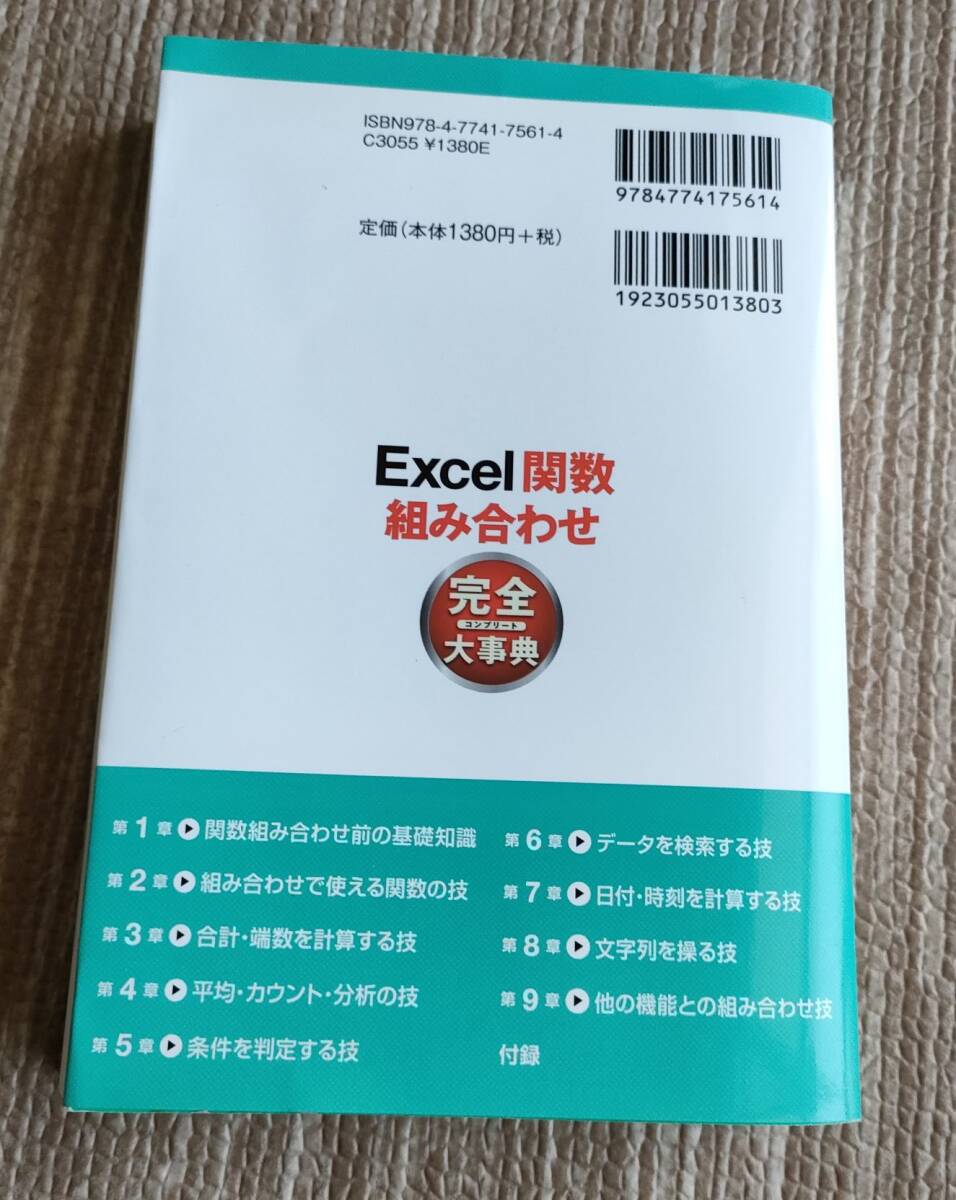 ISBN978-4-7741-7561-4
C3055 ¥1380E
9784774175614
定価(本体1380円+税)
1923055013803
Excel関数
組み合わせ
完全
コンプリート
大事典
第1章 関数組み合わせ前の基礎知識
第2章 組み合わせで使える関数の技
第3章 合計・端数を計算する技
第4章 平均・カウント・分析の技
第5章 条件を判定する技
第6章 データを検索する技
第7章 日付・時刻を計算する技
第8章 文字列を操る技
第9章 他の機能との組み合わせ技
付録